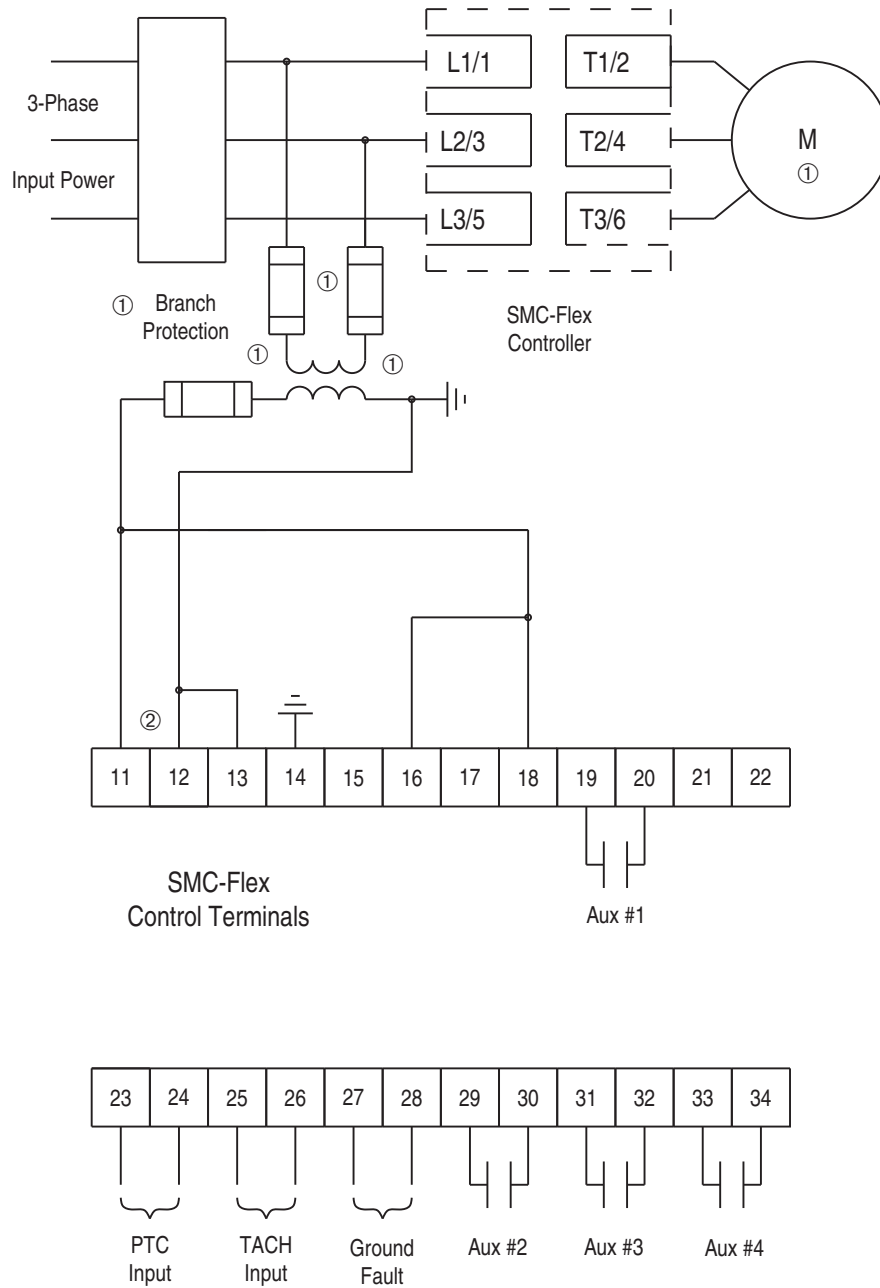 L1/1 T1/2
3-Phase
L2/3 T2/4 M
①
Input Power
L3/5 T3/6
① Branch
Protection
①
SMC-Flex
Controller
① ①
②
11 12 13 14 15 16 17 18 19 20 21 22
SMC-Flex
Control Terminals
Aux #1
23 24 25 26 27 28 29 30 31 32 33 34
PTC
Input
TACH
Input
Ground
Fault
Aux #2 Aux #3 Aux #4